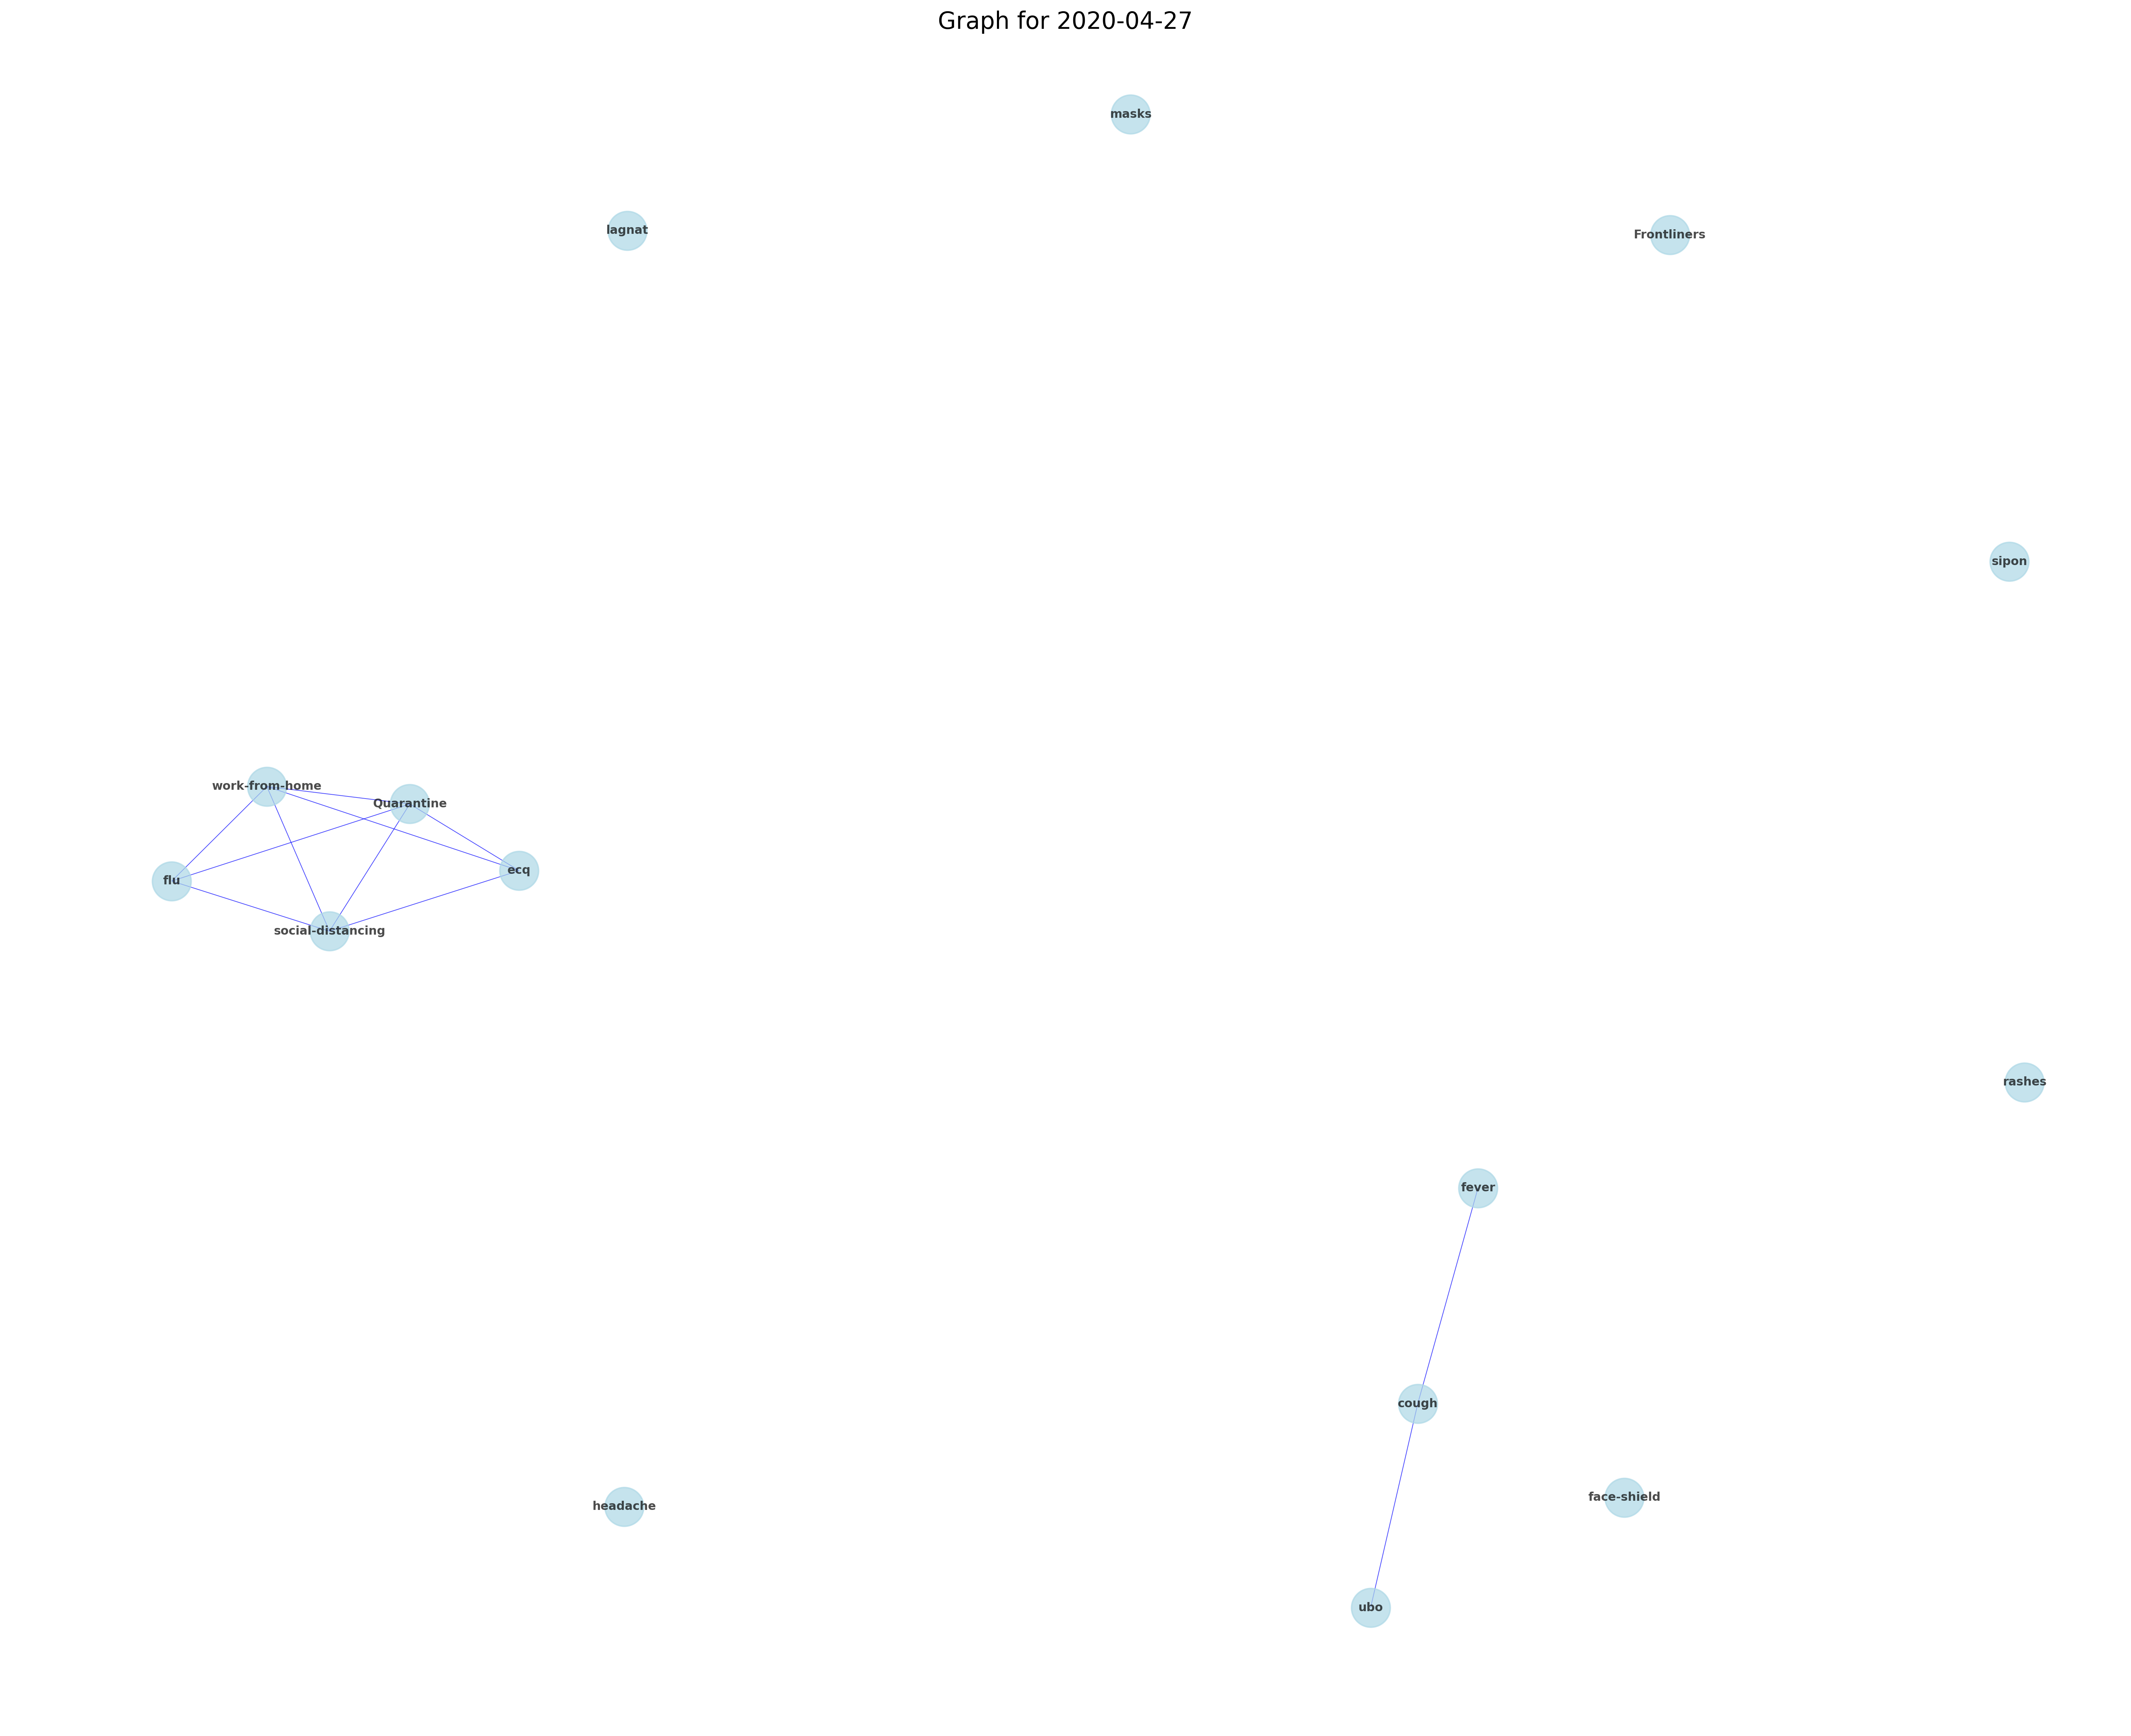 Graph for 2020-04-27
masks
lagnat
Frontliners
sipon
work-from-home
Quarantine
ecq
flu
social-distancing
rashes
fever
cough
face-shield
headache
ubo